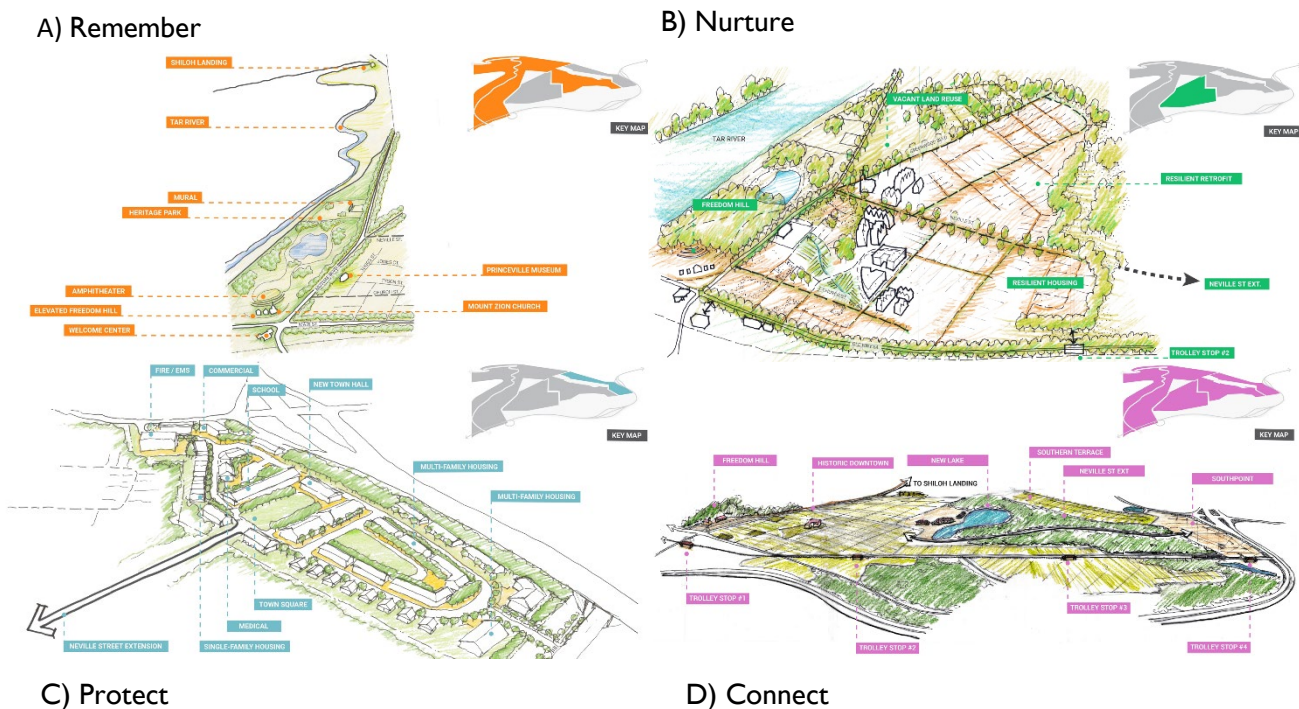 A) Remember
SHILOH LANDING
TAR RIVER
MURAL
HERITAGE PARK
AMPHITHEATER
ELEVATED FREEDOM HILL
WELCOME CENTER
NEVILLE ST.
PRINCEVILLE MUSEUM
MOUNT ZION CHURCH
MAIN ST.
KEY MAP
B) Nurture
VACANT LAND REUSE
TAR RIVER
FREEDOM HILL
RESILIENT RETROFIT
RESILIENT HOUSING
NEVILLE ST EXT.
TROLLEY STOP #2
KEY MAP
FIRE / EMS
COMMERCIAL
SCHOOL
NEW TOWN HALL
MULTI-FAMILY HOUSING
MULTI-FAMILY HOUSING
TOWN SQUARE
MEDICAL
NEVILLE STREET EXTENSION
SINGLE-FAMILY HOUSING
KEY MAP
C) Protect
FREEDOM HILL
HISTORIC DOWNTOWN
NEW LAKE
SOUTHERN TERRACE
NEVILLE ST EXT
SOUTHPOINT
TO SHILOH LANDING
TROLLEY STOP #1
TROLLEY STOP #2
TROLLEY STOP #3
TROLLEY STOP #4
KEY MAP
D) Connect